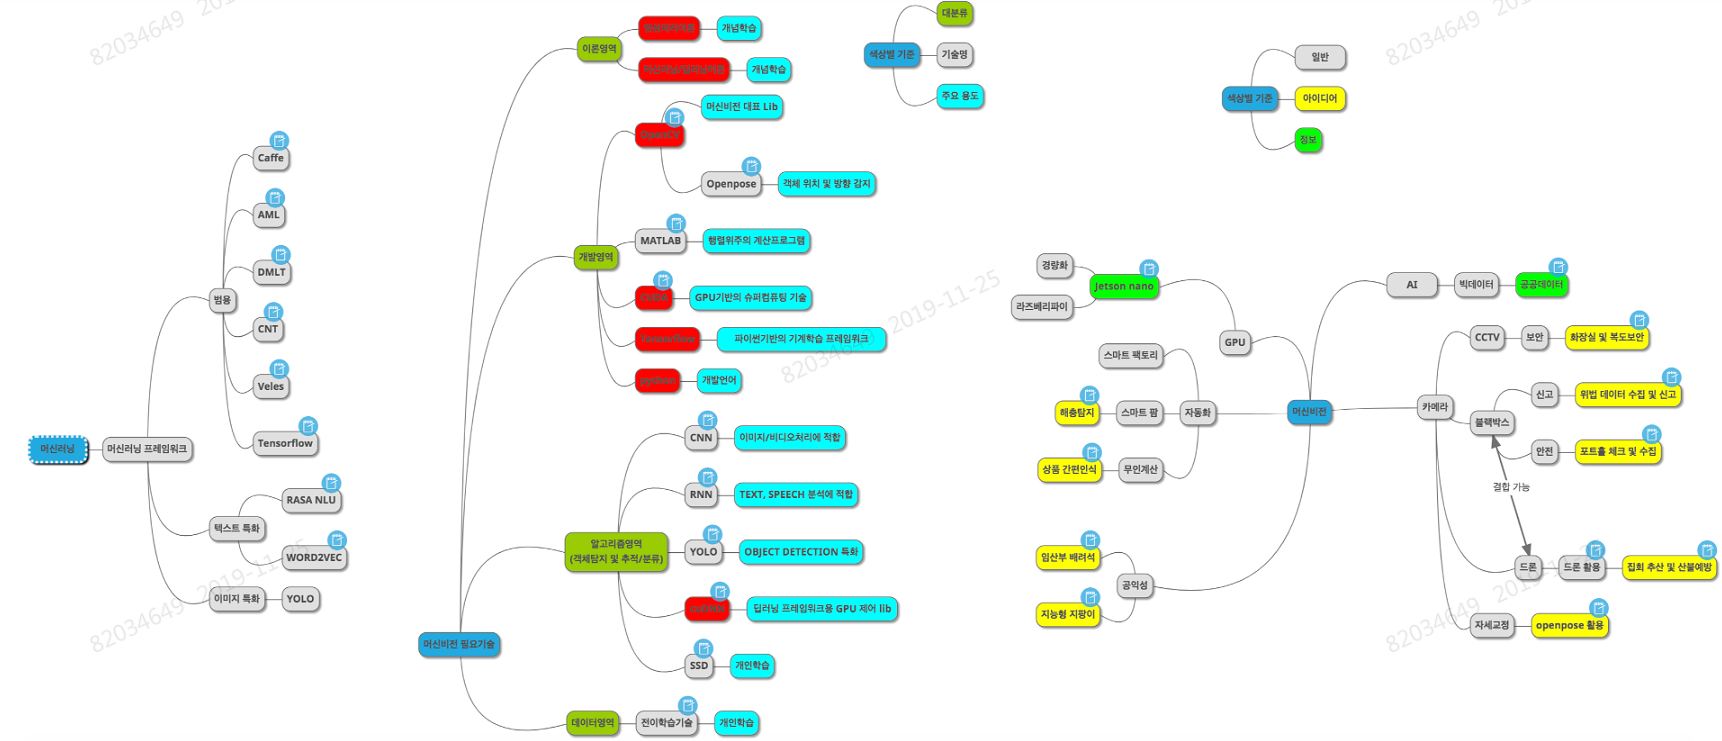 82034649 2019-11-25
머신러닝
머신러닝 프레임워크
범용
Caffe
AML
DMLT
CNT
Veles
Tensorflow
텍스트 특화
RASA NLU
WORD2VEC
이미지 특화
YOLO
머신비전 필요기술
이론영역
개념학습
개념학습
개발영역
OpenCV
머신비전 대표 Lib
Openpose
객체 위치 및 방향 감지
MATLAB
행렬위주의 계산프로그램
CUDA
GPU기반의 슈퍼컴퓨팅 기술
Tensorflow
파이썬기반의 기계학습 프레임워크
python
개발언어
알고리즘영역
(객체탐지 및 추적/분류)
CNN
이미지/비디오처리에 적합
RNN
TEXT, SPEECH 분석에 적합
YOLO
OBJECT DETECTION 특화
cuDNN
딥러닝 프레임워크용 GPU 제어 lib
SSD
개인학습
데이터영역
전이학습기술
개인학습
색상별 기준
대분류
기술명
주요 용도
색상별 기준
일반
아이디어
정보
머신비전
GPU
Jetson nano
경량화
라즈베리파이
자동화
스마트 팩토리
스마트 팜
해충탐지
무인계산
상품 간편인식
공익성
임산부 배려석
지능형 지팡이
AI
빅데이터
공공데이터
카메라
CCTV
보안
화장실 및 복도보안
블랙박스
신고
위법 데이터 수집 및 신고
안전
포트홀 체크 및 수집
결합 가능
드론
드론 활용
집회 추산 및 산불예방
자세교정
openpose 활용
82034649 2019-11-25
82034649 2019-11-25